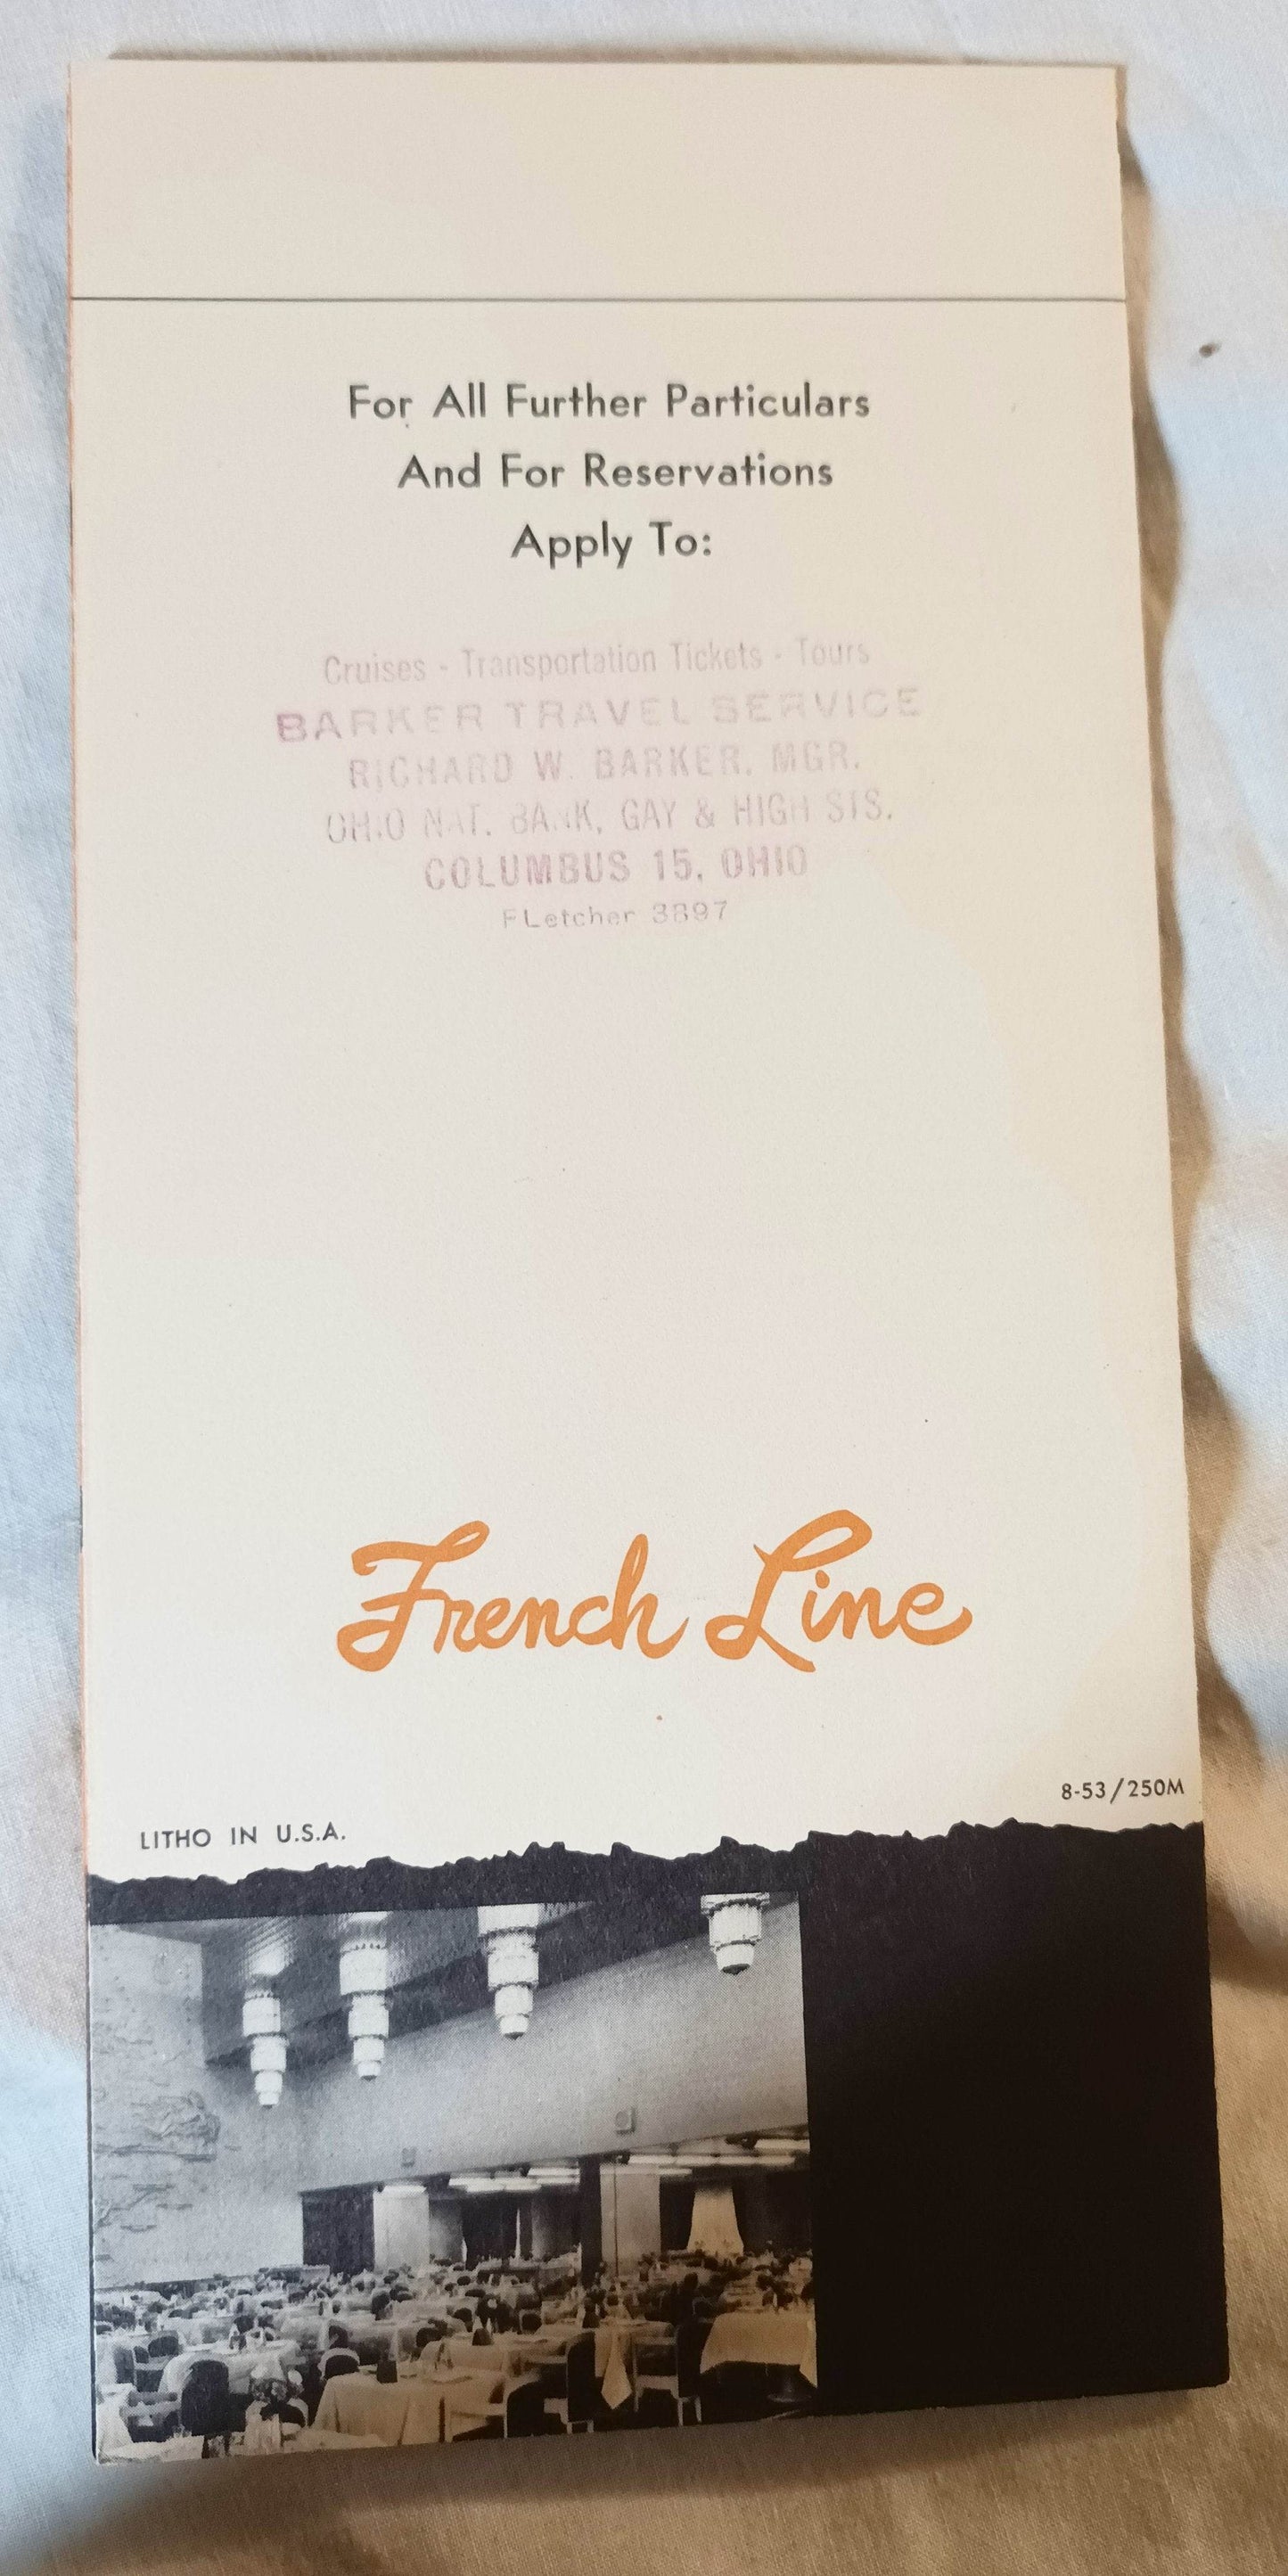 For All Further Particulars
And For Reservations
Apply To:
Cruises - Transportation Tickets - Tours
BARKER TRAVEL SERVICE
RICHARD W. BARKER, MGR.
OHIO NAT. BANK, GAY & HIGH STS.
COLUMBUS 15, OHIO
FLetcher 3897
French Line
8-53/250M
LITHO IN U.S.A.